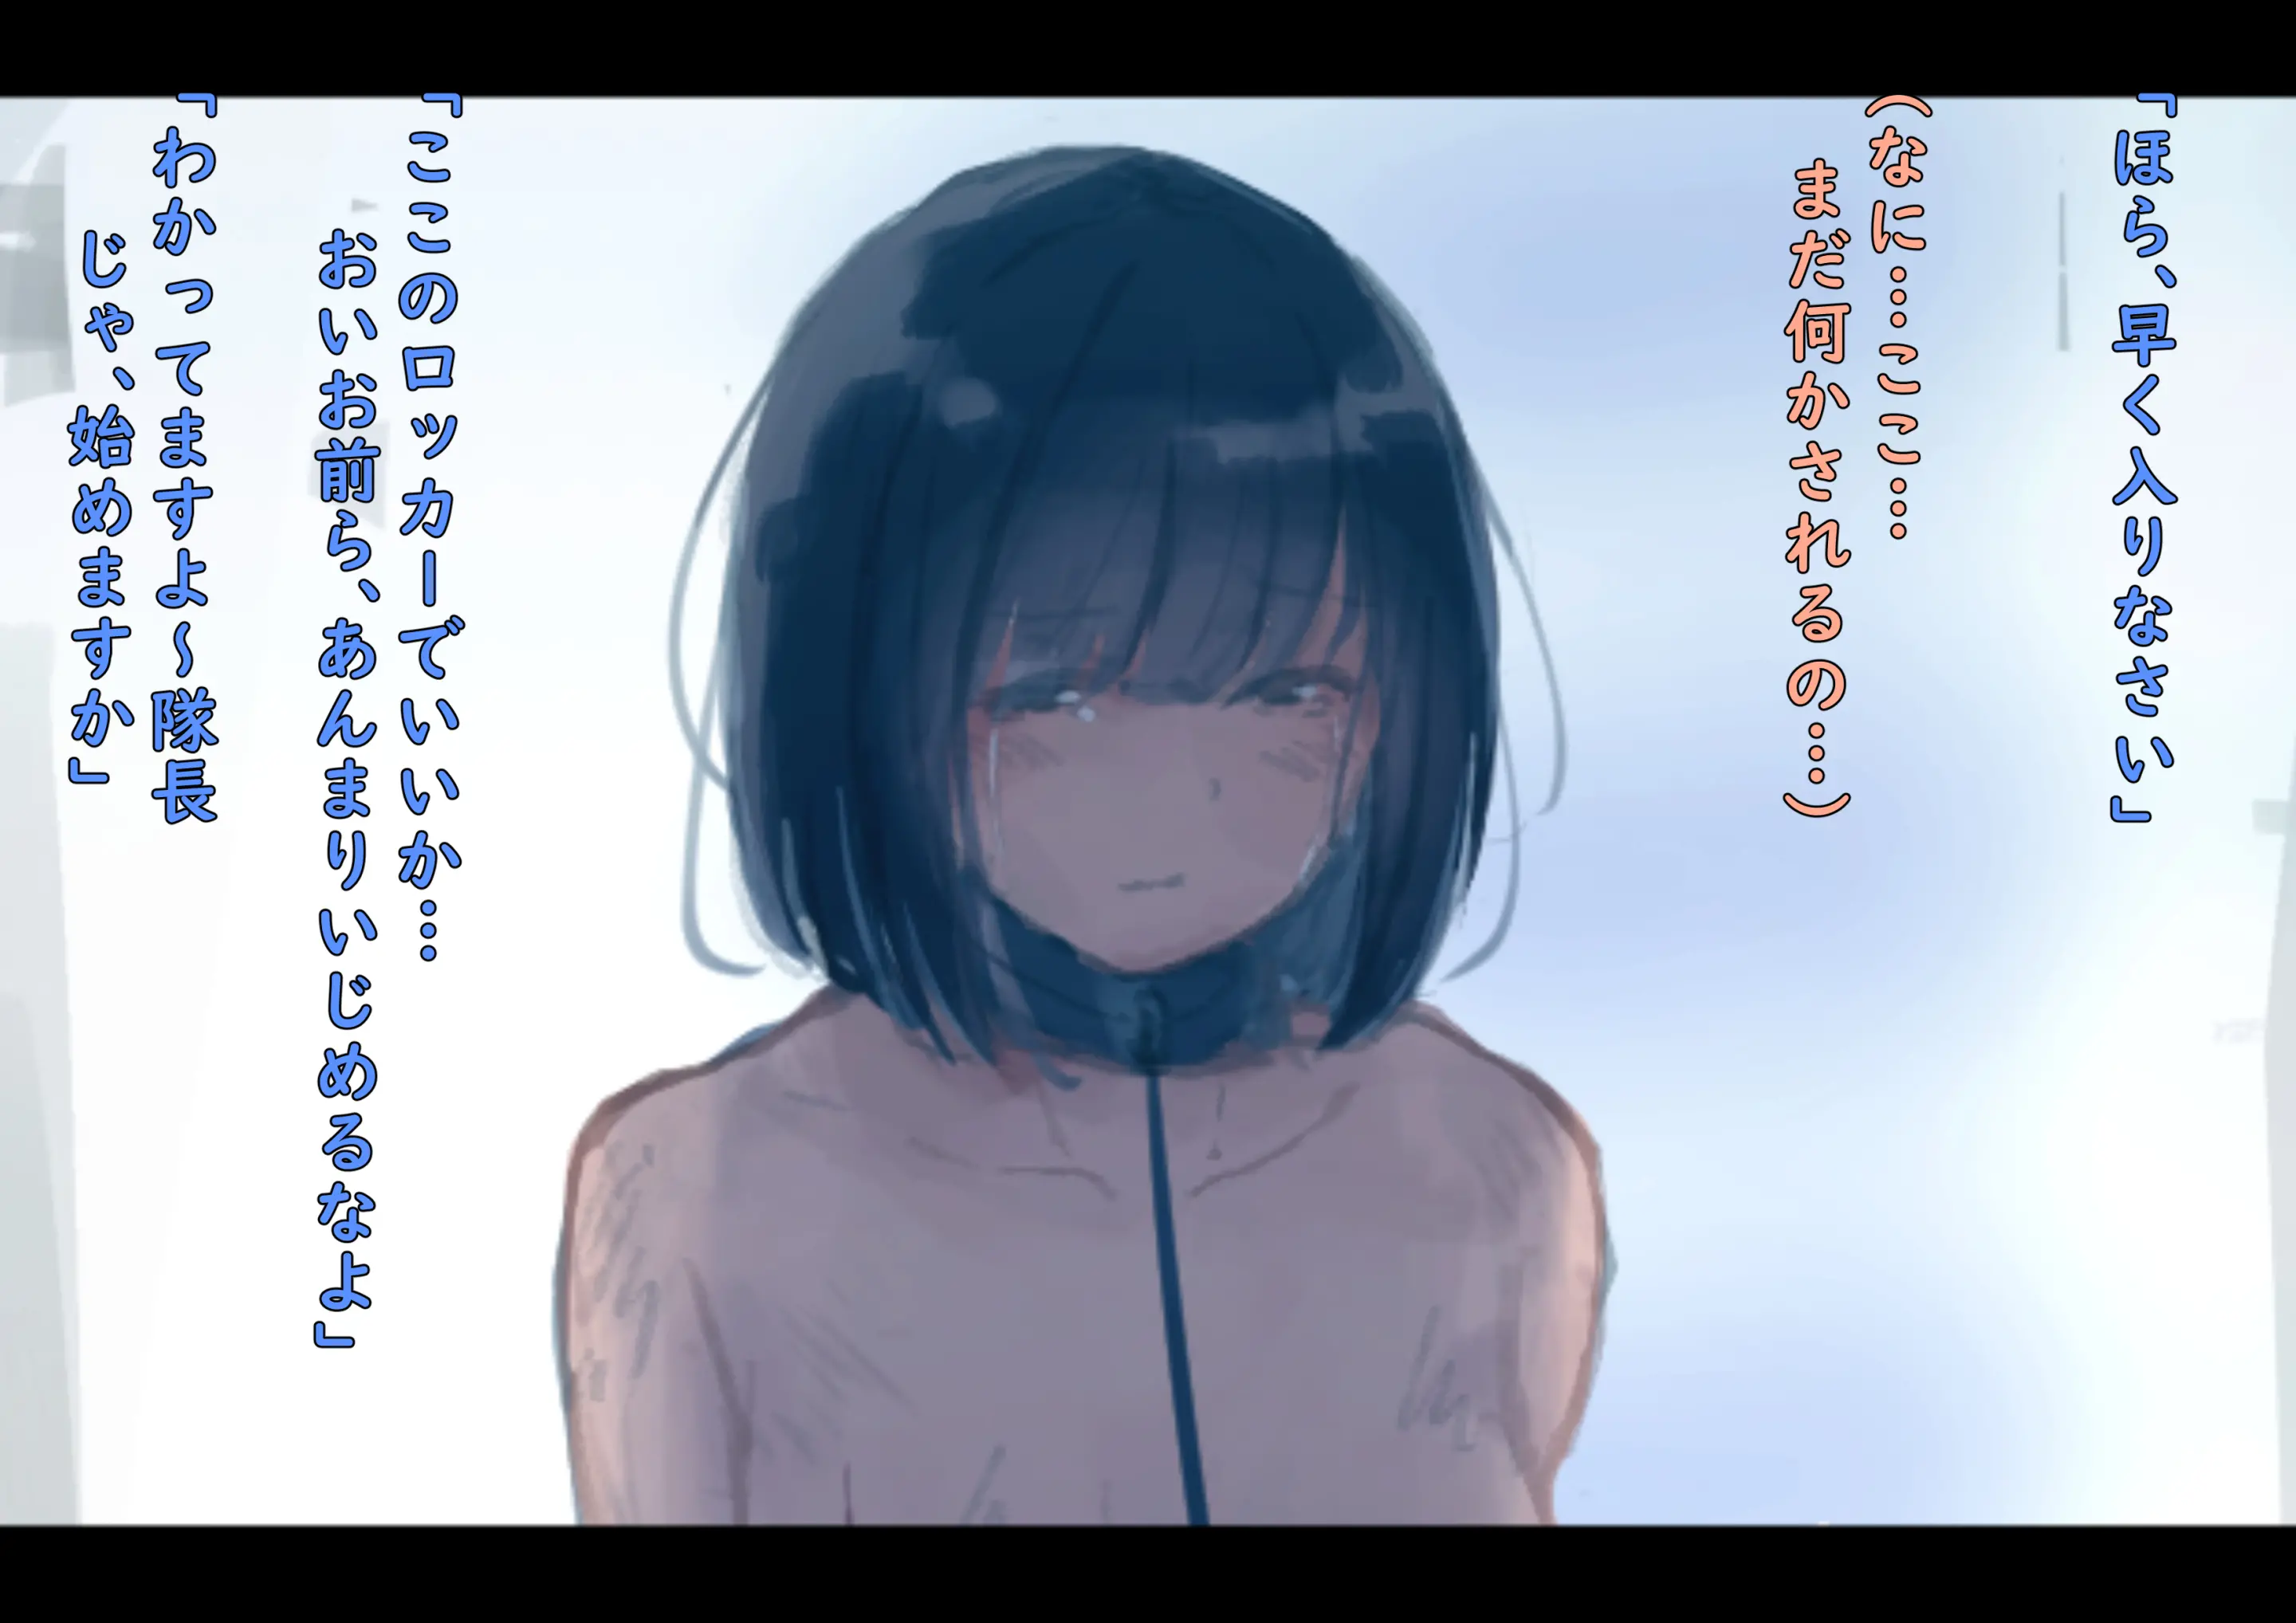 「ほら、早く入りなさい」
（なに……ここ……
まだ何かされるの……）
「ここのロッカーでいいか…
おいお前ら、あんまりいじめるなよ」
「わかってますよ～隊長
じゃ、始めますか」